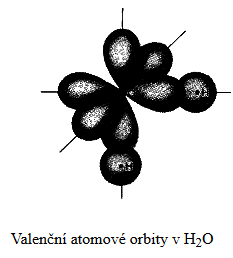 Valenční atomové orbity v H₂O